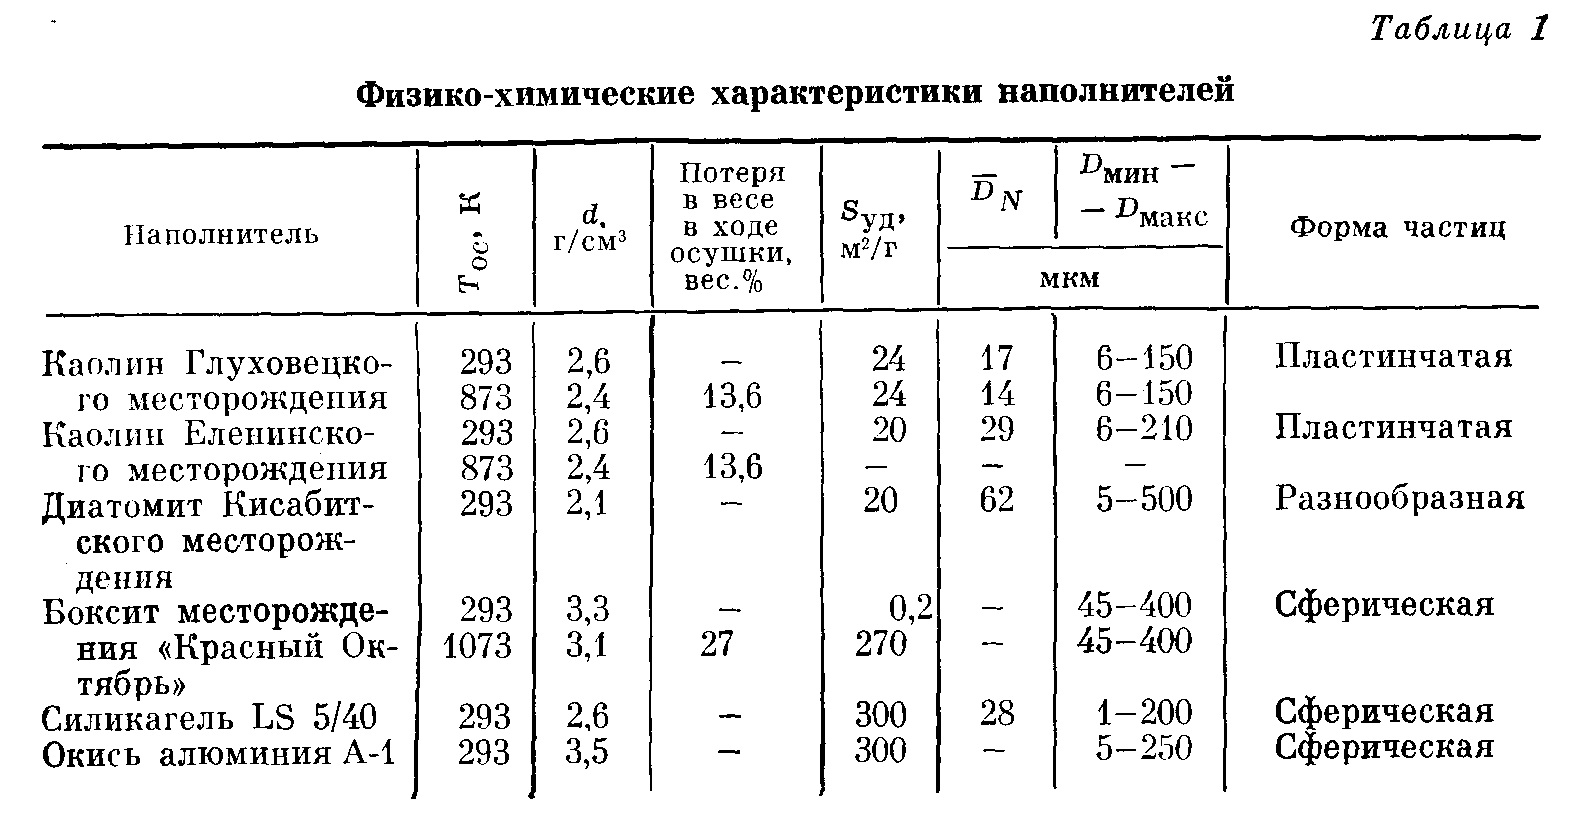 Таблица 1
Физико-химические характеристики наполнителей
Наполнитель
T ос, К
d, г/см³
Потеря в весе в ходе осушки, вес.%
S уд, м²/г
D̅ N
D мин — — D макс
мкм
Форма частиц
Каолин Глуховецко- 293 2,6 — 24 17 6—150 Пластинчатая
го месторождения 873 2,4 13,6 24 14 6—150
Каолин Еленинско- 293 2,6 — 20 29 6—210 Пластинчатая
го месторождения 873 2,4 13,6 — — —
Диатомит Кисабит- 293 2,1 — 20 62 5—500 Разнообразная
ского месторож-
дения
Боксит месторожде- 293 3,3 — 0,2 — 45—400 Сферическая
ния «Красный Ок- 1073 3,1 27 270 — 45—400
тябрь»
Силикагель LS 5/40 293 2,6 — 300 28 1—200 Сферическая
Окись алюминия А-1 293 3,5 — 300 — 5—250 Сферическая